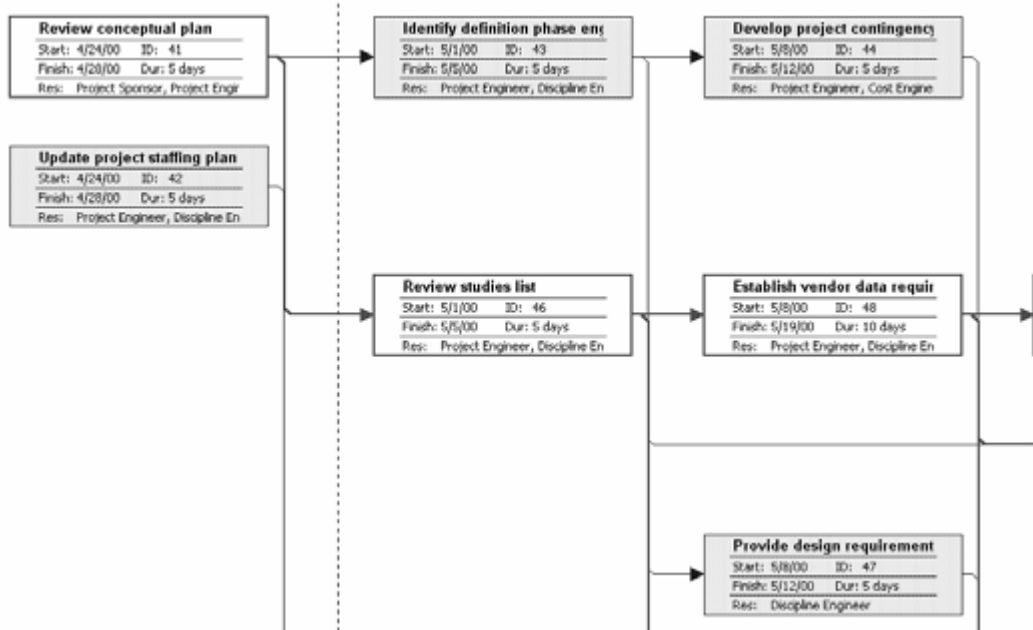 Review conceptual plan
Start: 4/24/00 ID: 41
Finish: 4/28/00 Dur: 5 days
Res: Project Sponsor, Project Engir
Identify definition phase eng
Start: 5/1/00 ID: 43
Finish: 5/5/00 Dur: 5 days
Res: Project Engineer, Discipline En
Develop project contingency
Start: 5/8/00 ID: 44
Finish: 5/12/00 Dur: 5 days
Res: Project Engineer, Cost Engine
Update project staffing plan
Start: 4/24/00 ID: 42
Finish: 4/28/00 Dur: 5 days
Res: Project Engineer, Discipline En
Review studies list
Start: 5/1/00 ID: 46
Finish: 5/5/00 Dur: 5 days
Res: Project Engineer, Discipline En
Establish vendor data requir
Start: 5/8/00 ID: 48
Finish: 5/19/00 Dur: 10 days
Res: Project Engineer, Discipline En
Provide design requirement
Start: 5/8/00 ID: 47
Finish: 5/12/00 Dur: 5 days
Res: Discipline Engineer